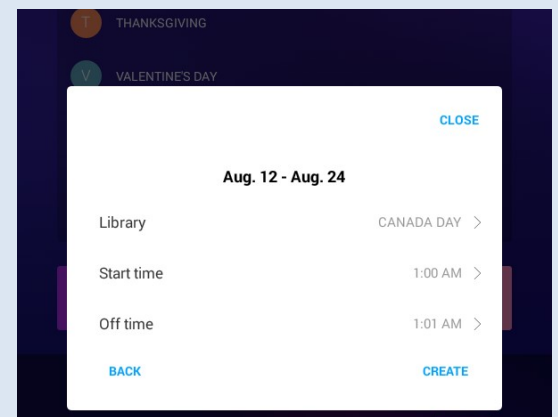 T THANKSGIVING
V VALENTINE'S DAY
CLOSE
Aug. 12 - Aug. 24
Library CANADA DAY >
Start time 1:00 AM >
Off time 1:01 AM >
BACK CREATE